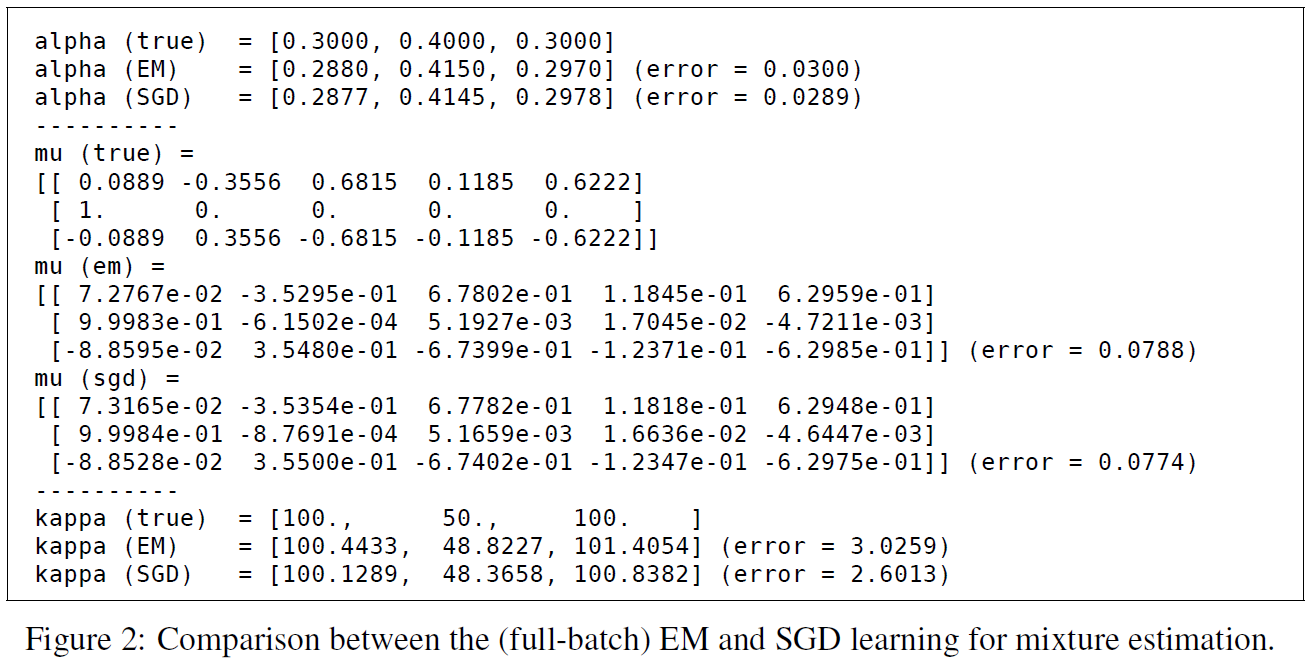 alpha (true)  = [0.3000, 0.4000, 0.3000]
alpha (EM)    = [0.2880, 0.4150, 0.2970] (error = 0.0300)
alpha (SGD)   = [0.2877, 0.4145, 0.2978] (error = 0.0289)
----------
mu (true) =
[[ 0.0889 -0.3556  0.6815  0.1185  0.6222]
 [ 1.      0.      0.      0.      0.    ]
 [-0.0889  0.3556 -0.6815 -0.1185 -0.6222]]
mu (em) =
[[ 7.2767e-02 -3.5295e-01  6.7802e-01  1.1845e-01  6.2959e-01]
 [ 9.9983e-01 -6.1502e-04  5.1927e-03  1.7045e-02 -4.7211e-03]
 [-8.8595e-02  3.5480e-01 -6.7399e-01 -1.2371e-01 -6.2985e-01]] (error = 0.0788)
mu (sgd) =
[[ 7.3165e-02 -3.5354e-01  6.7782e-01  1.1818e-01  6.2948e-01]
 [ 9.9984e-01 -8.7691e-04  5.1659e-03  1.6636e-02 -4.6447e-03]
 [-8.8528e-02  3.5500e-01 -6.7402e-01 -1.2347e-01 -6.2975e-01]] (error = 0.0774)
----------
kappa (true)  = [100.,      50.,     100.    ]
kappa (EM)    = [100.4433,  48.8227, 101.4054] (error = 3.0259)
kappa (SGD)   = [100.1289,  48.3658, 100.8382] (error = 2.6013)
Figure 2: Comparison between the (full-batch) EM and SGD learning for mixture estimation.